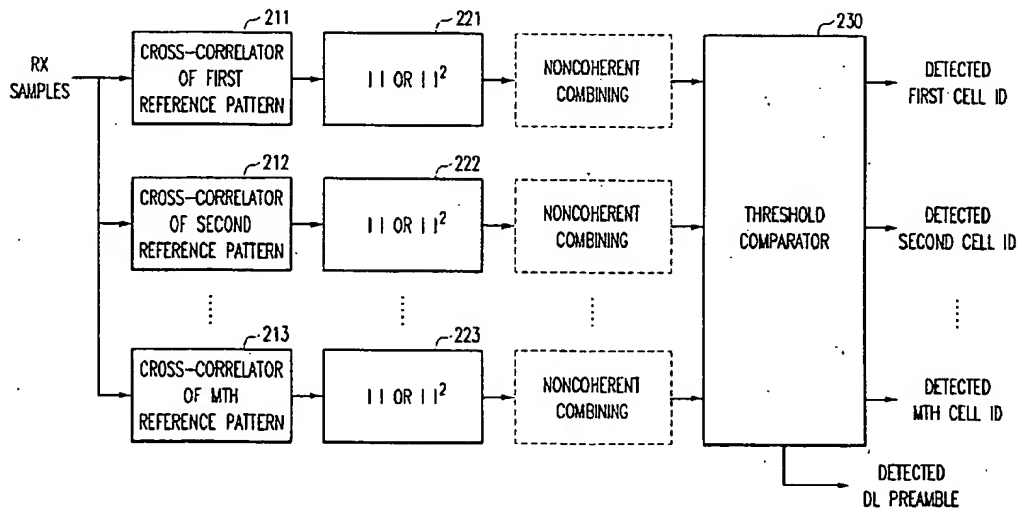 RX
SAMPLES
211
CROSS-CORRELATOR
OF FIRST
REFERENCE PATTERN
221
|| OR ||²
NONCOHERENT
COMBINING
230
THRESHOLD
COMPARATOR
DETECTED
FIRST CELL ID
212
CROSS-CORRELATOR
OF SECOND
REFERENCE PATTERN
222
|| OR ||²
NONCOHERENT
COMBINING
DETECTED
SECOND CELL ID
213
CROSS-CORRELATOR
OF MTH
REFERENCE PATTERN
223
|| OR ||²
NONCOHERENT
COMBINING
DETECTED
MTH CELL ID
DETECTED
DL PREAMBLE